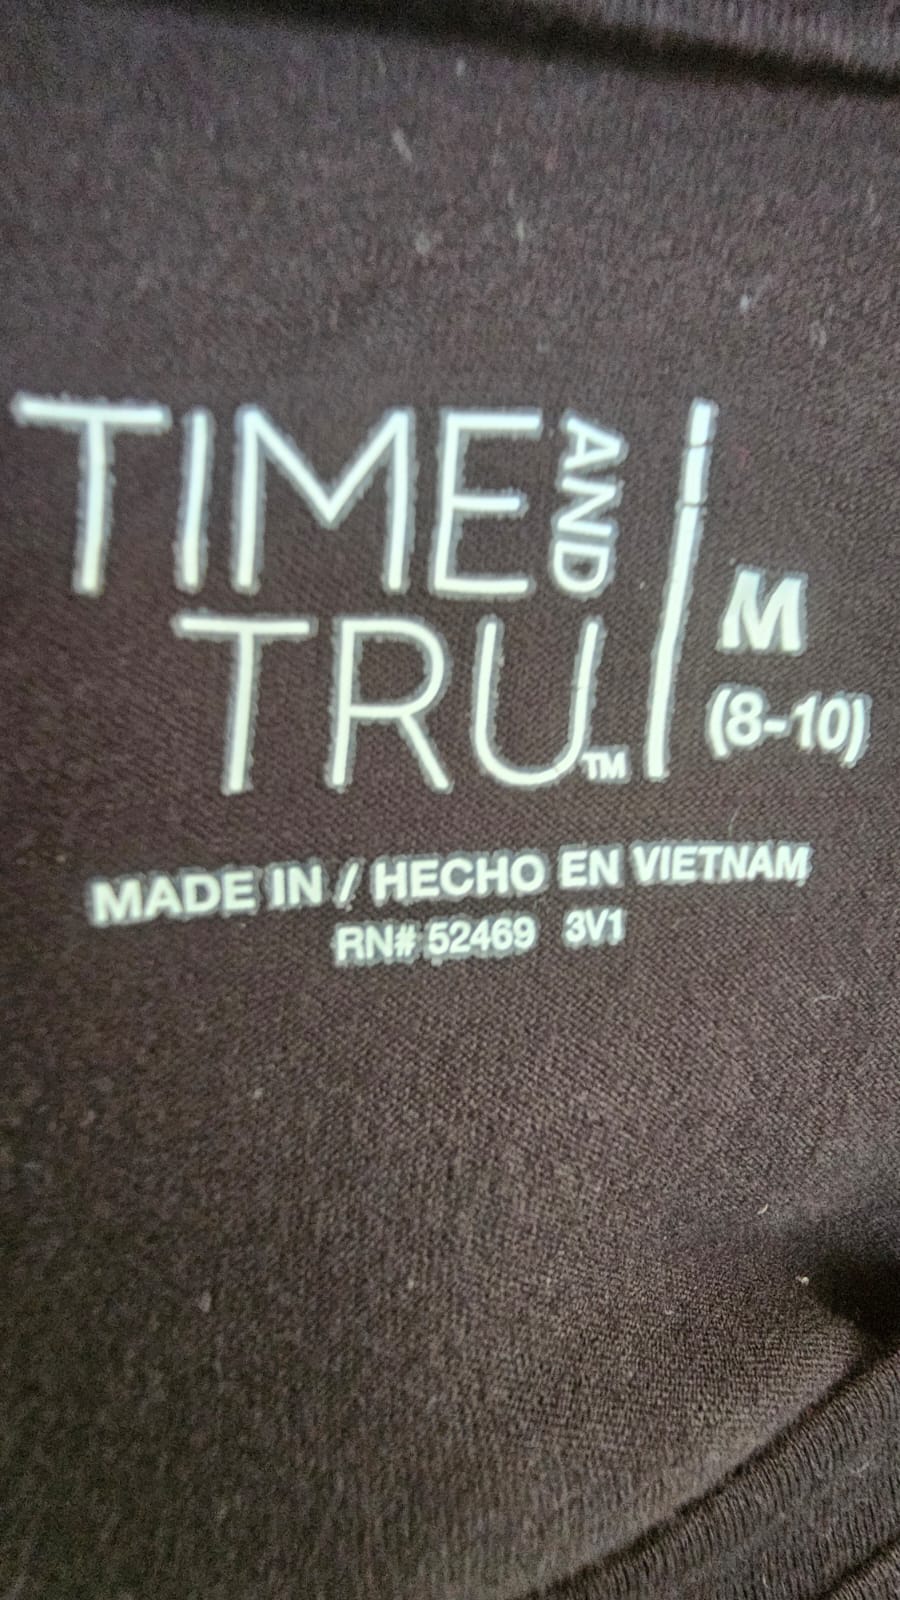 TIME AND
TRU™
M
(8-10)
MADE IN / HECHO EN VIETNAM
RN# 52469 3V1